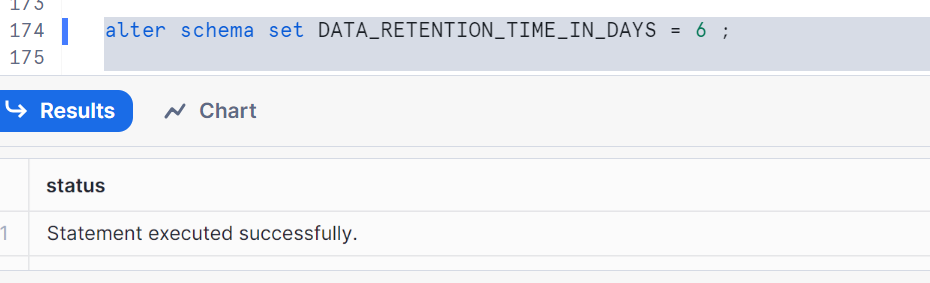 173
174 alter schema set DATA_RETENTION_TIME_IN_DAYS = 6 ;
175
Results Chart
status
1 Statement executed successfully.